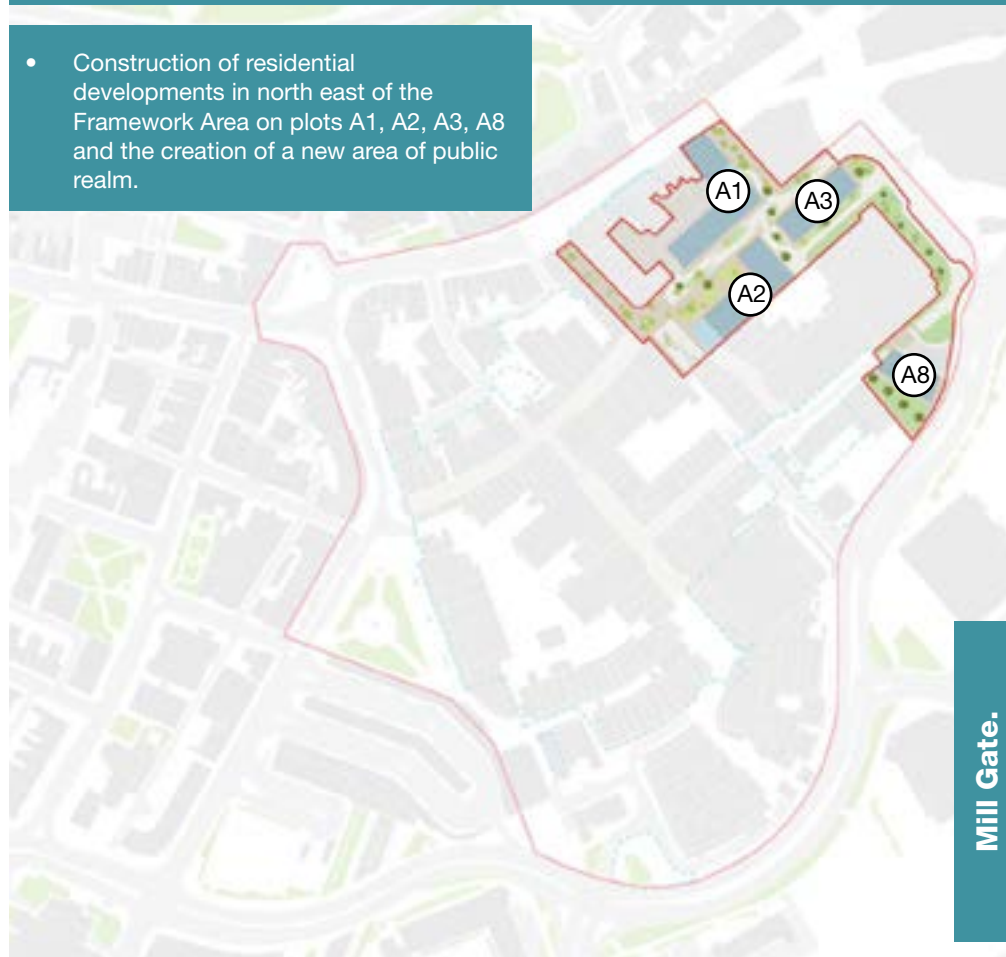 • Construction of residential
developments in north east of the
Framework Area on plots A1, A2, A3, A8
and the creation of a new area of public
realm.
A1
A3
A2
A8
Mill Gate.